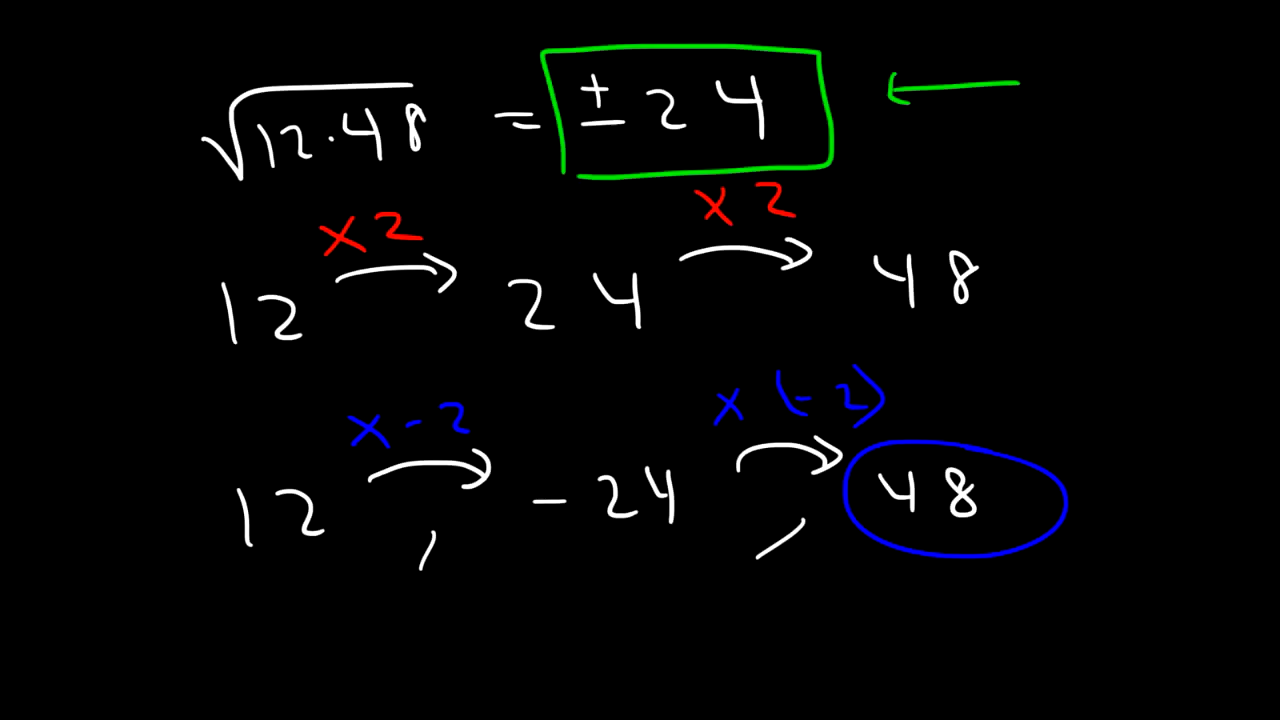 √12·48 = ± 24
x2 x2
12 → 24 → 48
x - 2 x (-2)
12 , → - 24 , → 48